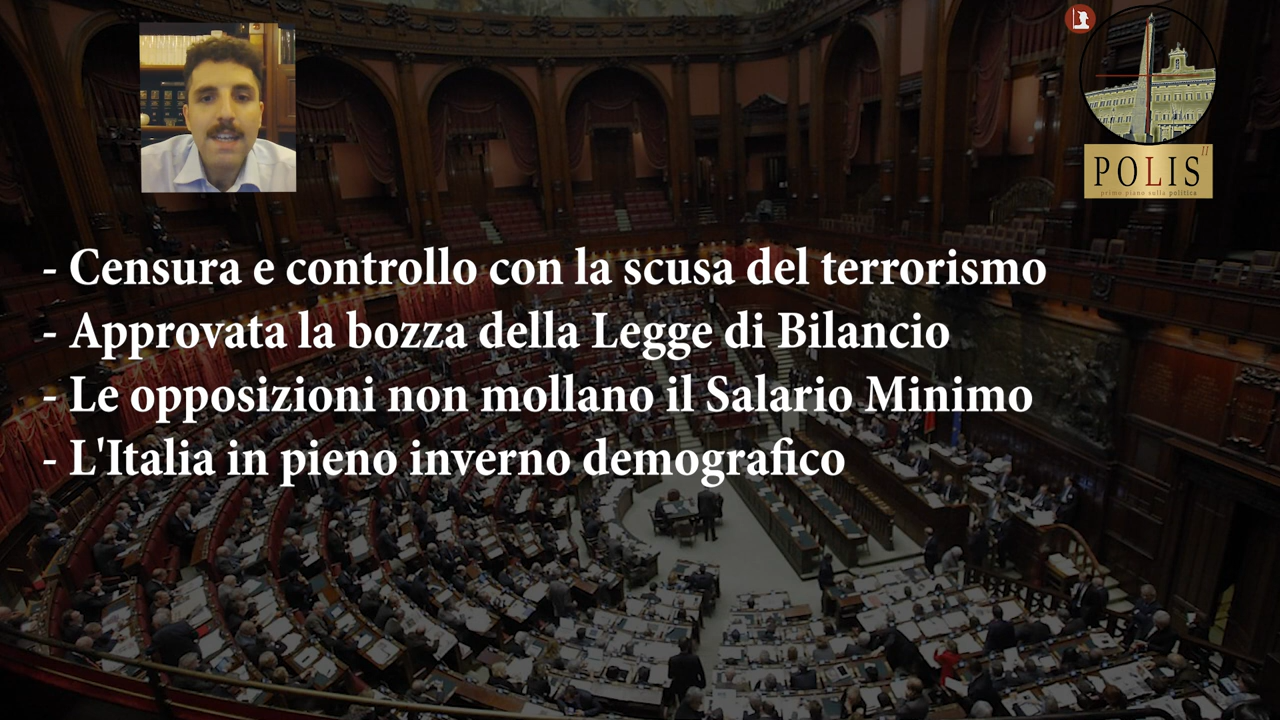 POLIS II
primo piano sulla politica
- Censura e controllo con la scusa del terrorismo
- Approvata la bozza della Legge di Bilancio
- Le opposizioni non mollano il Salario Minimo
- L'Italia in pieno inverno demografico